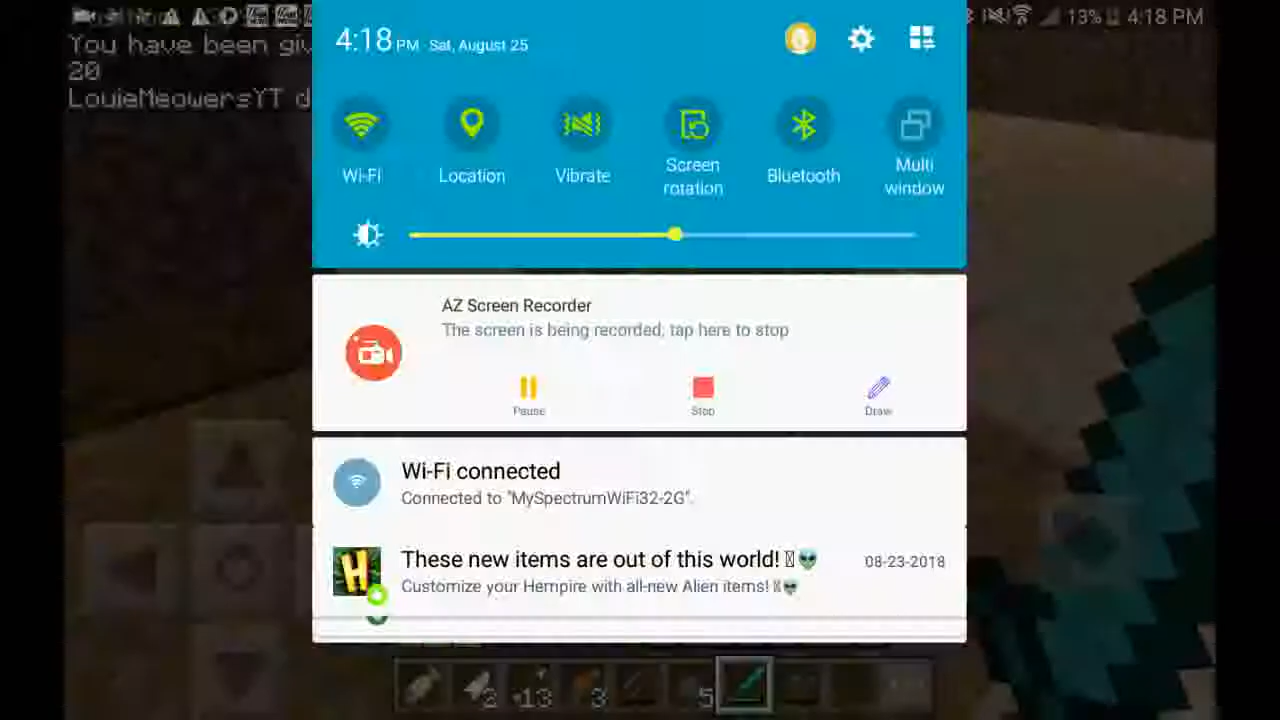 13% 4:18 PM
You have been giv
20
LouieMeowersYT d
4:18 PM Sat, August 25
Wi-Fi
Location
Vibrate
Screen rotation
Bluetooth
Multi window
AZ Screen Recorder
The screen is being recorded, tap here to stop
Pause
Stop
Draw
Wi-Fi connected
Connected to "MySpectrumWiFi32-2G".
H
These new items are out of this world! 👽 08-23-2018
Customize your Hempire with all-new Alien items! 👽
2 13 3 5